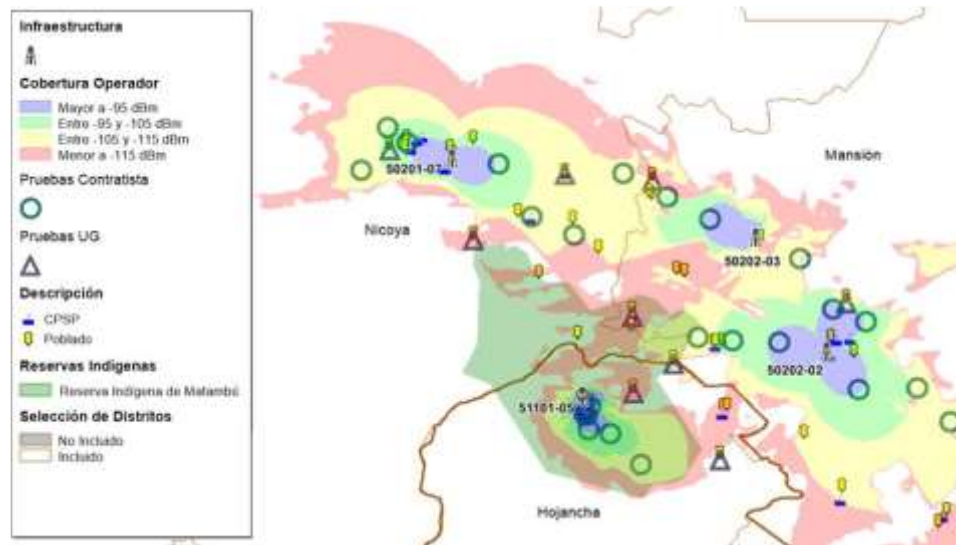 Infraestructura
Cobertura Operador
Mayor a -95 dBm
Entre -95 y -105 dBm
Entre -105 y -115 dBm
Menor a -115 dBm
Pruebas Contratista
Pruebas UG
Descripción
CPSP
Poblado
Reservas Indígenas
Reserva Indígena de Matambú
Selección de Distritos
No Incluido
Incluido
Mansión
50201-07
Nicoya
50202-03
50202-02
51101-05
Hojancha